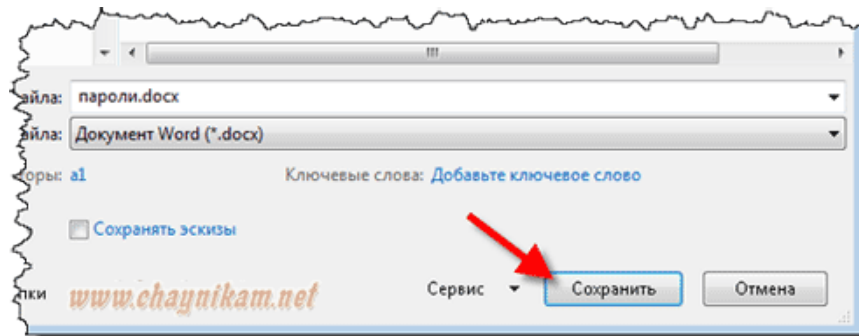 айла: пароли.docx
айла: Документ Word (*.docx)
торы: a1 Ключевые слова: Добавьте ключевое слово
Сохранять эскизы
пки www.chaynikam.net Сервис Сохранить Отмена